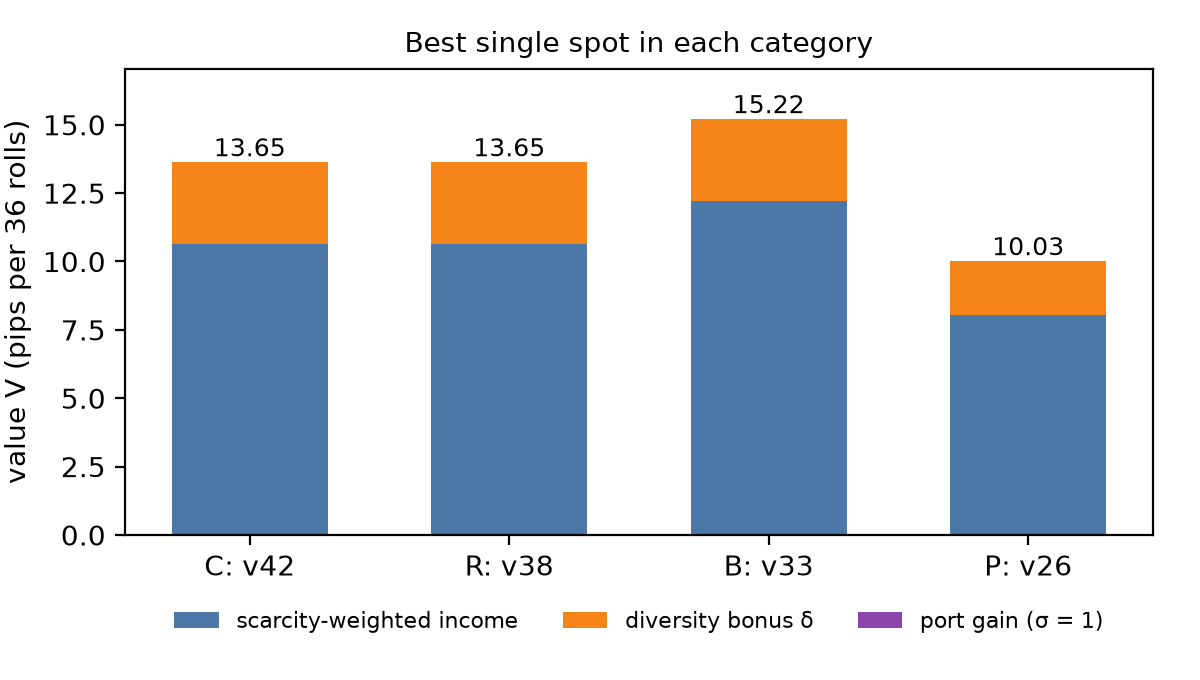 Best single spot in each category
value V (pips per 36 rolls)
15.0
12.5
10.0
7.5
5.0
2.5
0.0
13.65
13.65
15.22
10.03
C: v42
R: v38
B: v33
P: v26
scarcity-weighted income
diversity bonus δ
port gain (σ = 1)